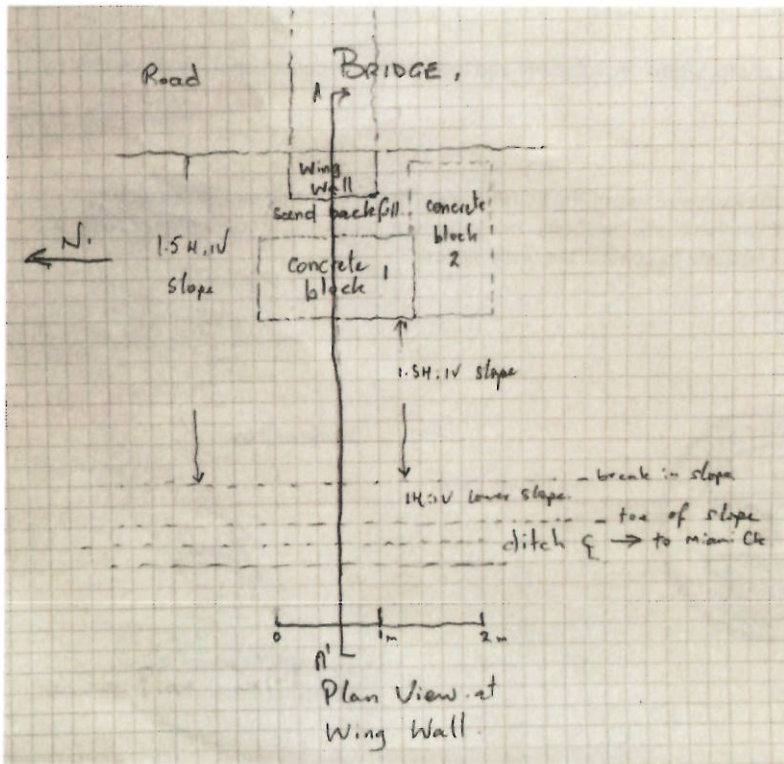 Road
BRIDGE.
A
Wing
Wall
sand backfill
concrete
block
2
N.
1.5H:1V
Slope
concrete
block 1
1.5H:1V slope
break in slope
1H:1V lower slope.
toe of slope
ditch ℄ → to Miami Ck
0 1m 2m
A'
Plan View at
Wing Wall